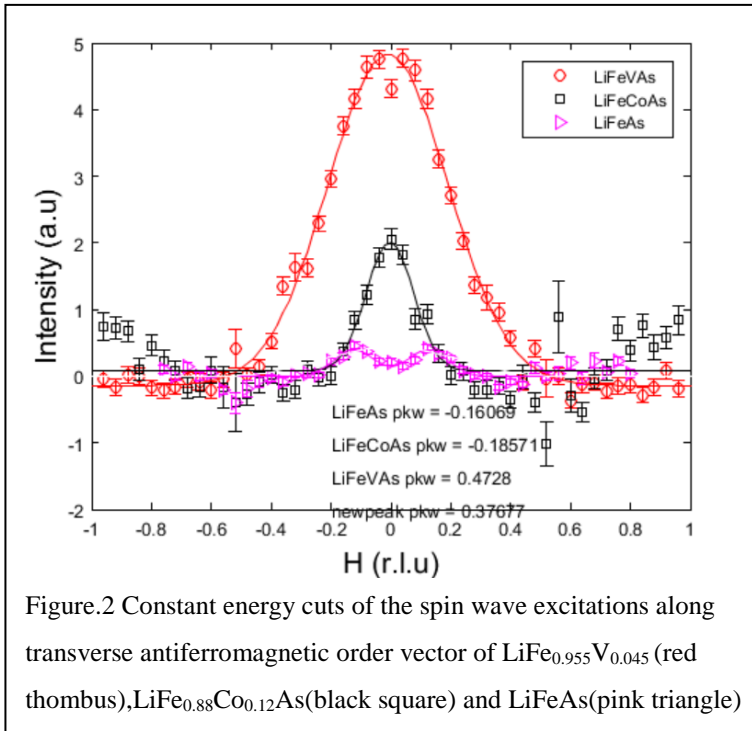 5
4
3
2
1
0
-1
-2
Intensity (a.u)
LiFeVAs
LiFeCoAs
LiFeAs
LiFeAs pkw = -0.16069
LiFeCoAs pkw = -0.18571
LiFeVAs pkw = 0.4728
newpeak pkw = 0.37677
-1 -0.8 -0.6 -0.4 -0.2 0 0.2 0.4 0.6 0.8 1
H (r.l.u)
Figure.2 Constant energy cuts of the spin wave excitations along
transverse antiferromagnetic order vector of LiFe₀.₉₅₅V₀.₀₄₅ (red
thombus),LiFe₀.₈₈Co₀.₁₂As(black square) and LiFeAs(pink triangle)